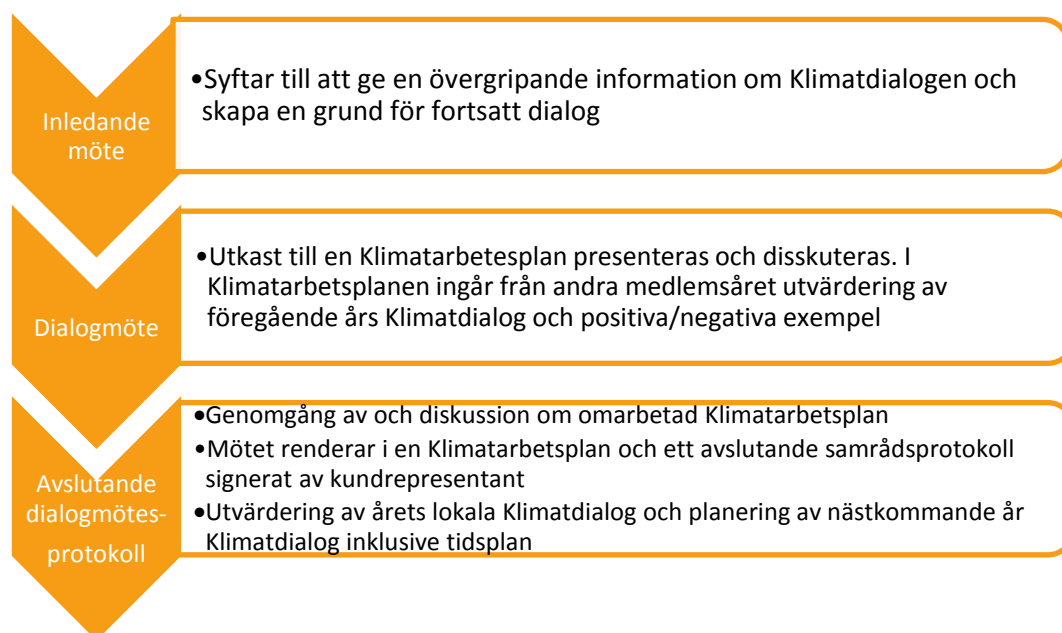 Inledande
möte
•Syftar till att ge en övergripande information om Klimatdialogen och
skapa en grund för fortsatt dialog
Dialogmöte
•Utkast till en Klimatarbetesplan presenteras och disskuteras. I
Klimatarbetsplanen ingår från andra medlemsåret utvärdering av
föregående års Klimatdialog och positiva/negativa exempel
Avslutande
dialogmötes-
protokoll
•Genomgång av och diskussion om omarbetad Klimatarbetsplan
•Mötet renderar i en Klimatarbetsplan och ett avslutande samrådsprotokoll
signerat av kundrepresentant
•Utvärdering av årets lokala Klimatdialog och planering av nästkommande år
Klimatdialog inklusive tidsplan